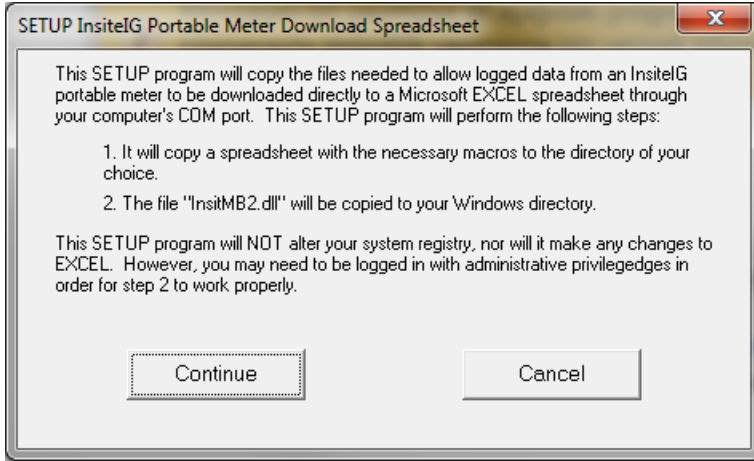 SETUP InsiteIG Portable Meter Download Spreadsheet
This SETUP program will copy the files needed to allow logged data from an InsiteIG
portable meter to be downloaded directly to a Microsoft EXCEL spreadsheet through
your computer's COM port. This SETUP program will perform the following steps:
1. It will copy a spreadsheet with the necessary macros to the directory of your
choice.
2. The file "InsitMB2.dll" will be copied to your Windows directory.
This SETUP program will NOT alter your system registry, nor will it make any changes to
EXCEL. However, you may need to be logged in with administrative privilegedges in
order for step 2 to work properly.
Continue
Cancel